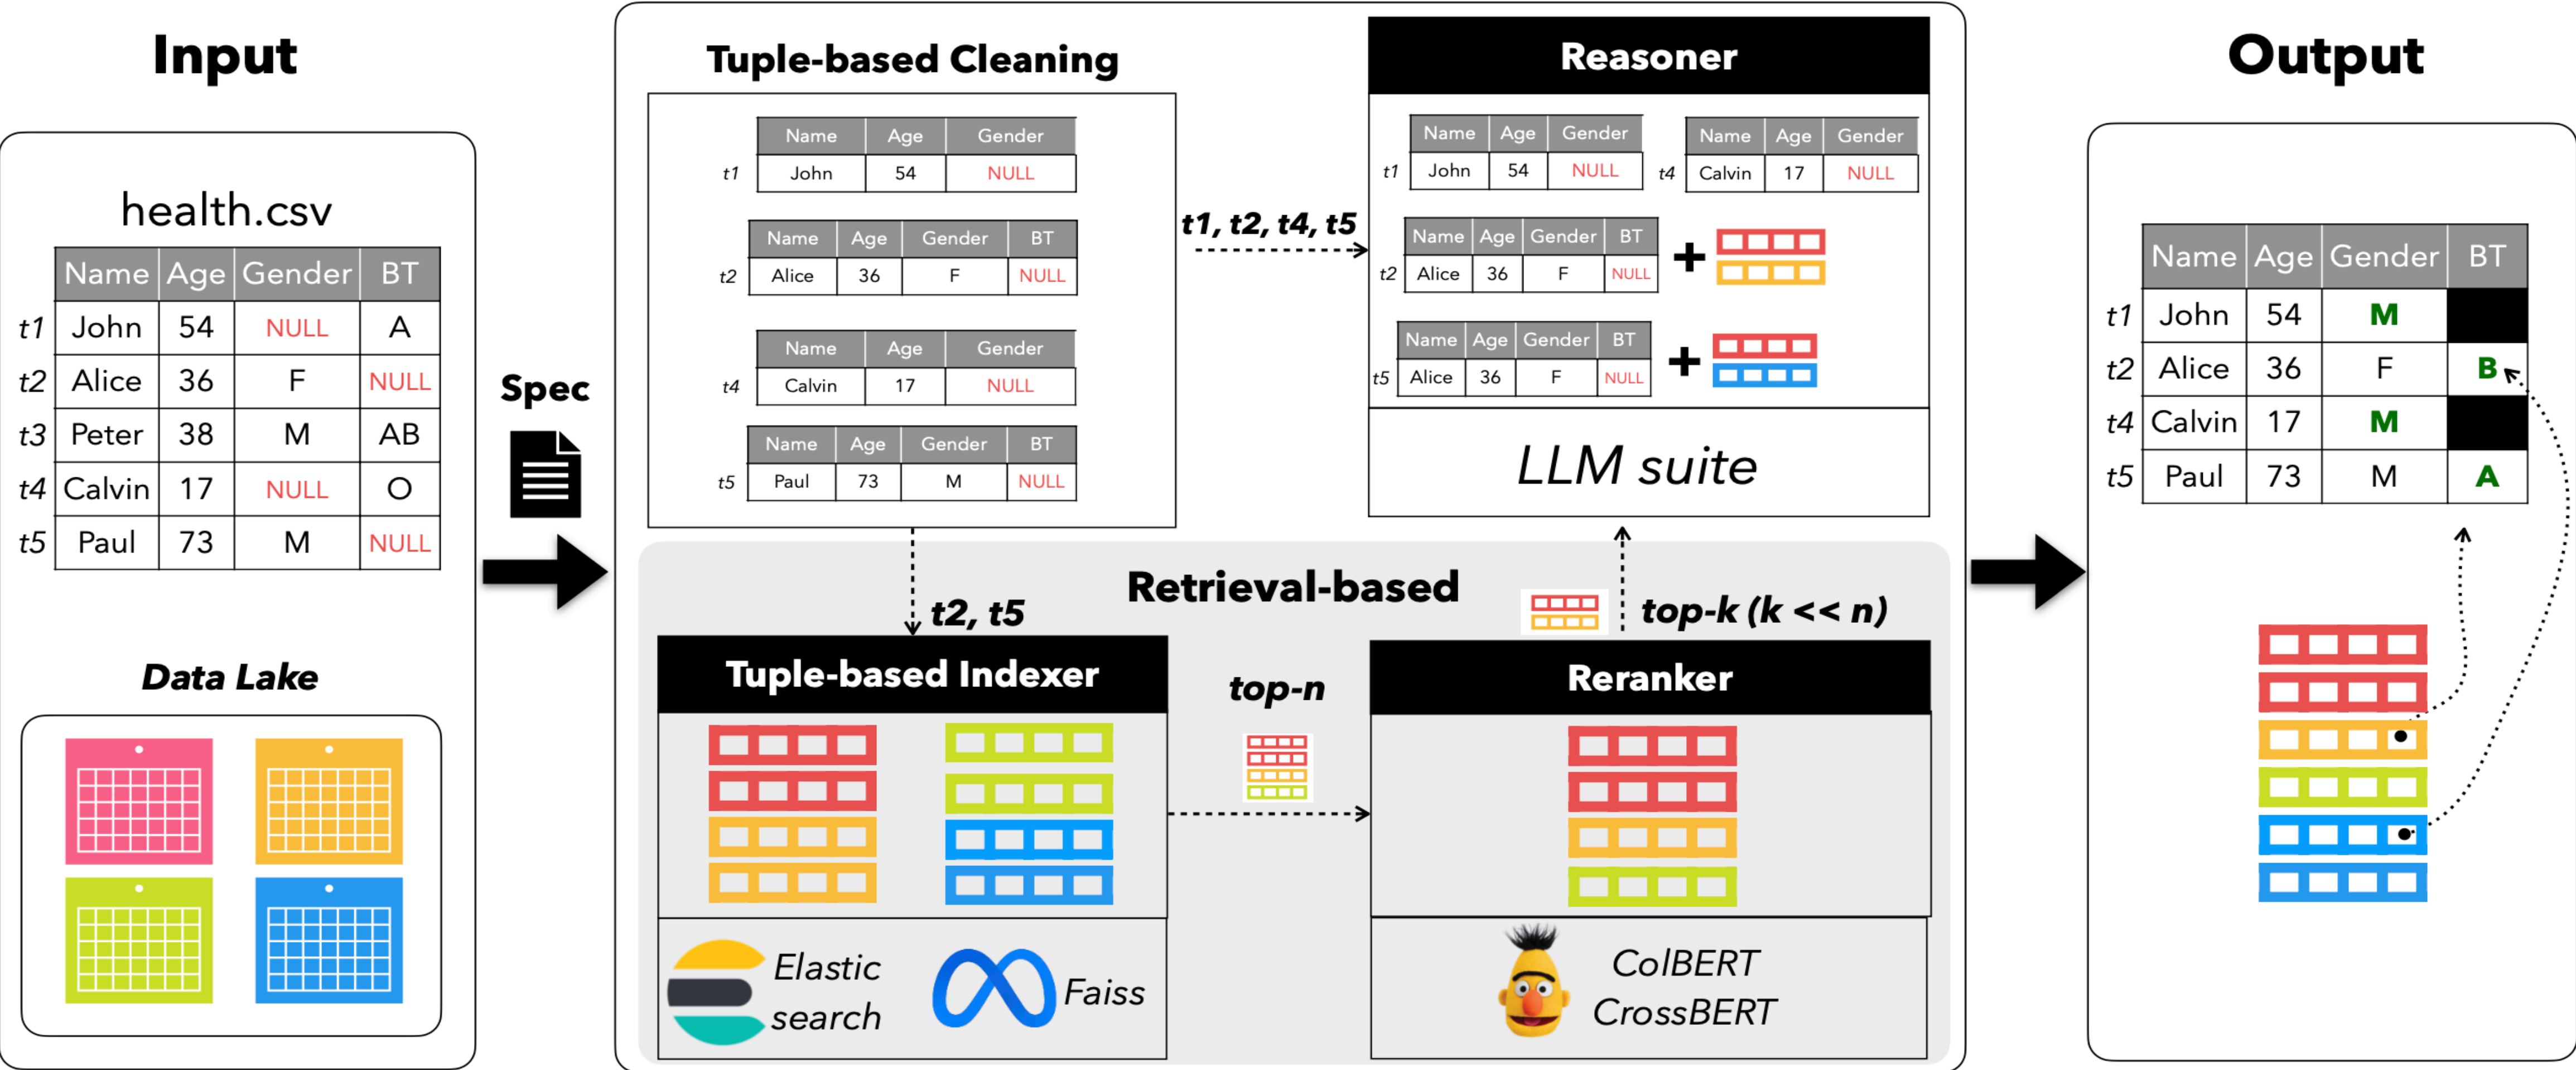 Input
health.csv
Name Age Gender BT
t1 John 54 NULL A
t2 Alice 36 F NULL
t3 Peter 38 M AB
t4 Calvin 17 NULL O
t5 Paul 73 M NULL
Data Lake
Spec
Tuple-based Cleaning
Name Age Gender
t1 John 54 NULL
Name Age Gender BT
t2 Alice 36 F NULL
Name Age Gender
t4 Calvin 17 NULL
Name Age Gender BT
t5 Paul 73 M NULL
t1, t2, t4, t5
Reasoner
Name Age Gender
t1 John 54 NULL
Name Age Gender
t4 Calvin 17 NULL
Name Age Gender BT
t2 Alice 36 F NULL
+
Name Age Gender BT
t5 Alice 36 F NULL
+
LLM suite
Retrieval-based
t2, t5
top-k (k << n)
Tuple-based Indexer
top-n
Reranker
Elastic
search
Faiss
ColBERT
CrossBERT
Output
Name Age Gender BT
t1 John 54 M
t2 Alice 36 F B
t4 Calvin 17 M
t5 Paul 73 M A